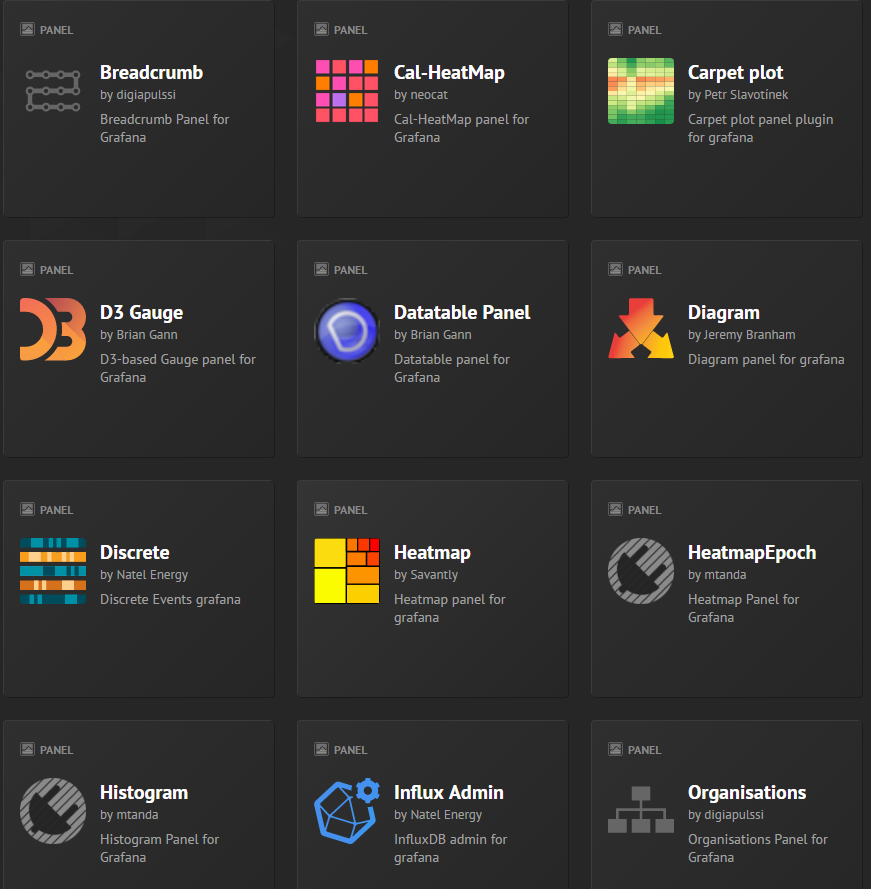 PANEL
Breadcrumb
by digiapulssi
Breadcrumb Panel for
Grafana
PANEL
Cal-HeatMap
by neocat
Cal-HeatMap panel for
Grafana
PANEL
Carpet plot
by Petr Slavotínek
Carpet plot panel plugin
for grafana
PANEL
D3 Gauge
by Brian Gann
D3-based Gauge panel for
Grafana
PANEL
Datatable Panel
by Brian Gann
Datatable panel for
Grafana
PANEL
Diagram
by Jeremy Branham
Diagram panel for grafana
PANEL
Discrete
by Natel Energy
Discrete Events grafana
PANEL
Heatmap
by Savantly
Heatmap panel for
grafana
PANEL
HeatmapEpoch
by mtanda
Heatmap Panel for
Grafana
PANEL
Histogram
by mtanda
Histogram Panel for
Grafana
PANEL
Influx Admin
by Natel Energy
InfluxDB admin for
grafana
PANEL
Organisations
by digiapulssi
Organisations Panel for
Grafana